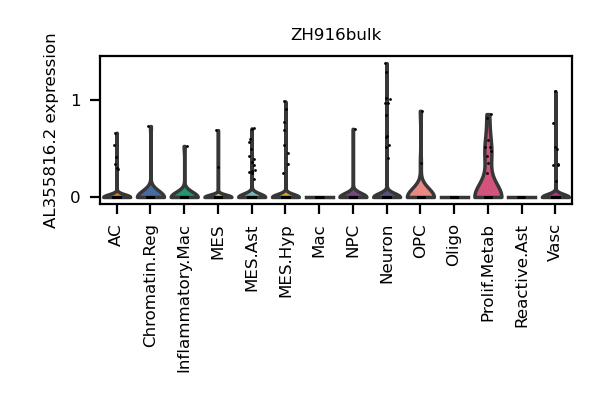 ZH916bulk
AL355816.2 expression
1
0
AC
Chromatin.Reg
Inflammatory.Mac
MES
MES.Ast
MES.Hyp
Mac
NPC
Neuron
OPC
Oligo
Prolif.Metab
Reactive.Ast
Vasc